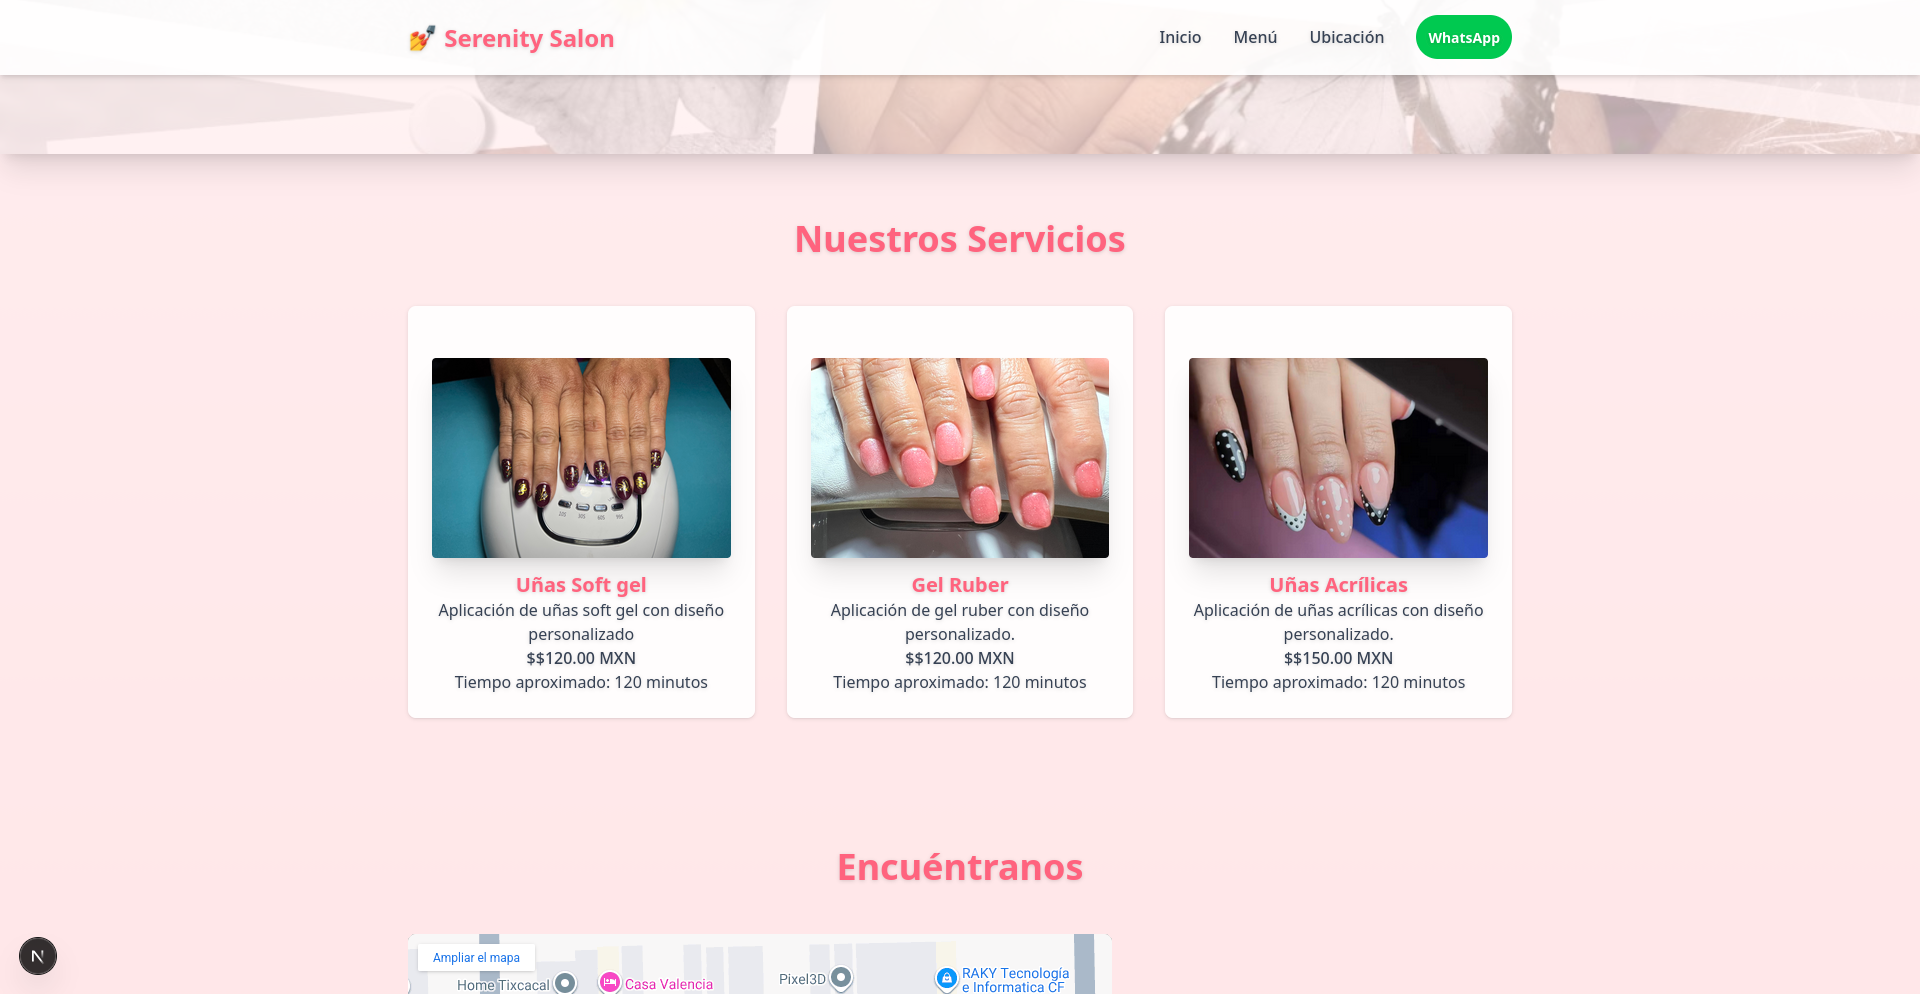 Serenity Salon
Inicio
Menú
Ubicación
WhatsApp
Nuestros Servicios
Uñas Soft gel
Aplicación de uñas soft gel con diseño
personalizado
$$120.00 MXN
Tiempo aproximado: 120 minutos
Gel Ruber
Aplicación de gel ruber con diseño
personalizado.
$$120.00 MXN
Tiempo aproximado: 120 minutos
Uñas Acrílicas
Aplicación de uñas acrílicas con diseño
personalizado.
$$150.00 MXN
Tiempo aproximado: 120 minutos
Encuéntranos
Ampliar el mapa
Home Tixcacal
Casa Valencia
Pixel3D
RAKY Tecnología
e Informatica CF
N